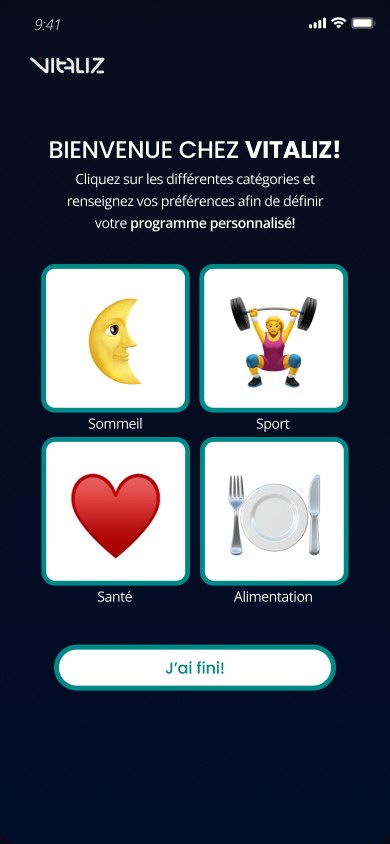 9:41
VITALIZ
BIENVENUE CHEZ VITALIZ!
Cliquez sur les différentes catégories et
renseignez vos préférences afin de définir
votre programme personnalisé!
Sommeil
Sport
Santé
Alimentation
J'ai fini!